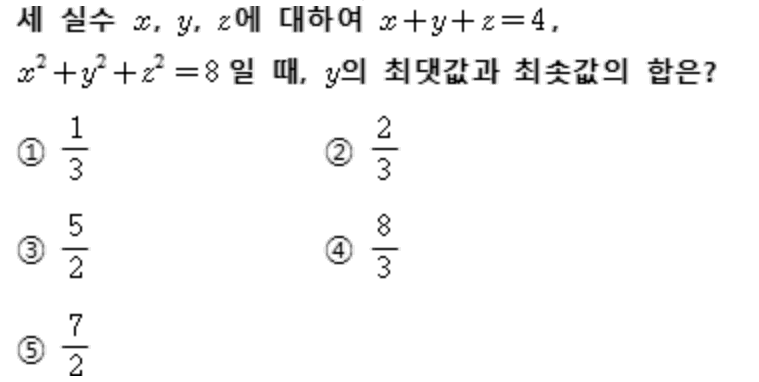 세 실수 x, y, z에 대하여 x+y+z=4,
x²+y²+z²=8일 때, y의 최댓값과 최솟값의 합은?
① 1/3 ② 2/3
③ 5/2 ④ 8/3
⑤ 7/2